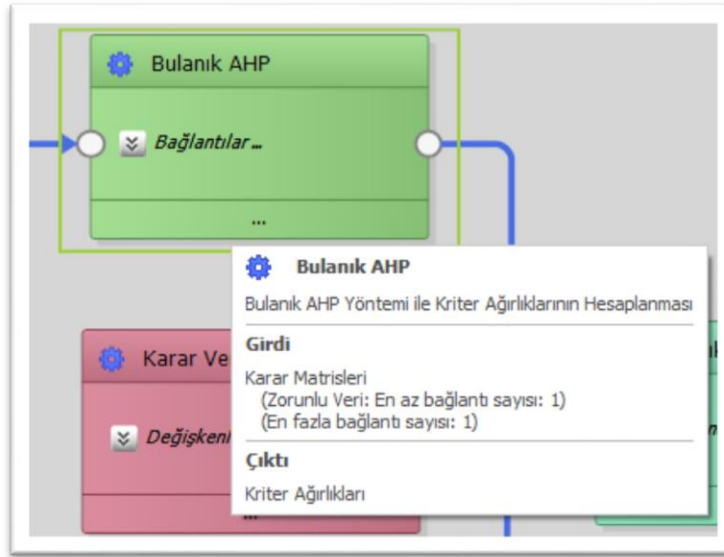 Bulanık AHP
Bağlantılar...
...
Bulanık AHP
Bulanık AHP Yöntemi ile Kriter Ağırlıklarının Hesaplanması
Girdi
Karar Matrisleri
(Zorunlu Veri: En az bağlantı sayısı: 1)
(En fazla bağlantı sayısı: 1)
Çıktı
Kriter Ağırlıkları
Karar Ve
Değişkenl